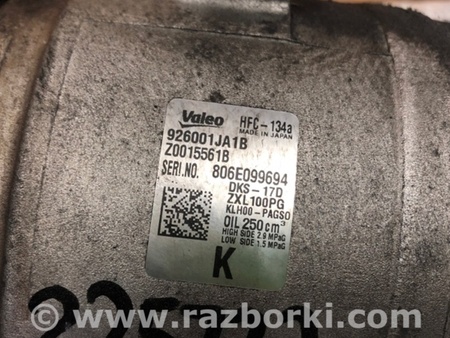 Valeo HFC-134a
MADE IN JAPAN
926001JA1B
Z0015561B
SERI.NO. 806E099694
DKS-17D
ZXL100PG
KLH00-PAGSO
OIL 250cm³
HIGH SIDE 2.9 MPaG
LOW SIDE 1.5 MPaG
K
www.razborki.com